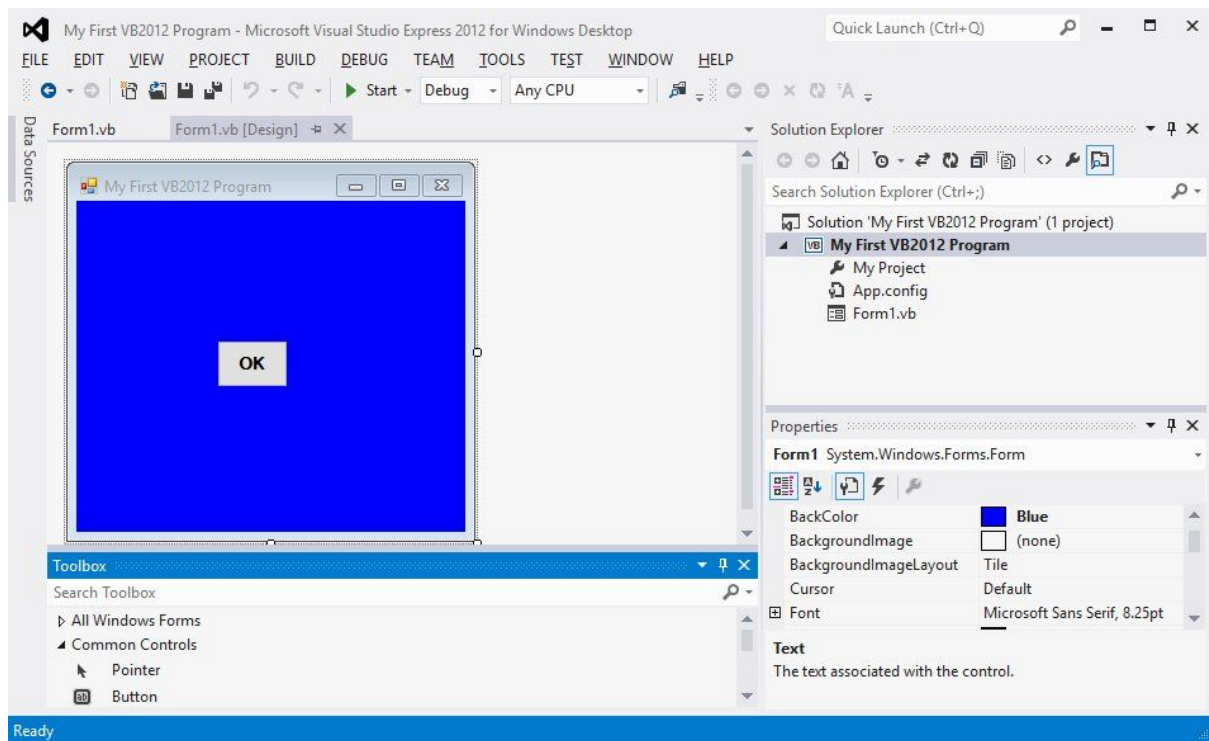 My First VB2012 Program - Microsoft Visual Studio Express 2012 for Windows Desktop
Quick Launch (Ctrl+Q)
FILE EDIT VIEW PROJECT BUILD DEBUG TEAM TOOLS TEST WINDOW HELP
Start Debug Any CPU
Data Sources
Form1.vb Form1.vb [Design]
My First VB2012 Program
OK
Toolbox
Search Toolbox
All Windows Forms
Common Controls
Pointer
Button
Solution Explorer
Search Solution Explorer (Ctrl+;)
Solution 'My First VB2012 Program' (1 project)
VB My First VB2012 Program
My Project
App.config
Form1.vb
Properties
Form1 System.Windows.Forms.Form
BackColor Blue
BackgroundImage (none)
BackgroundImageLayout Tile
Cursor Default
Font Microsoft Sans Serif, 8.25pt
Text
The text associated with the control.
Ready